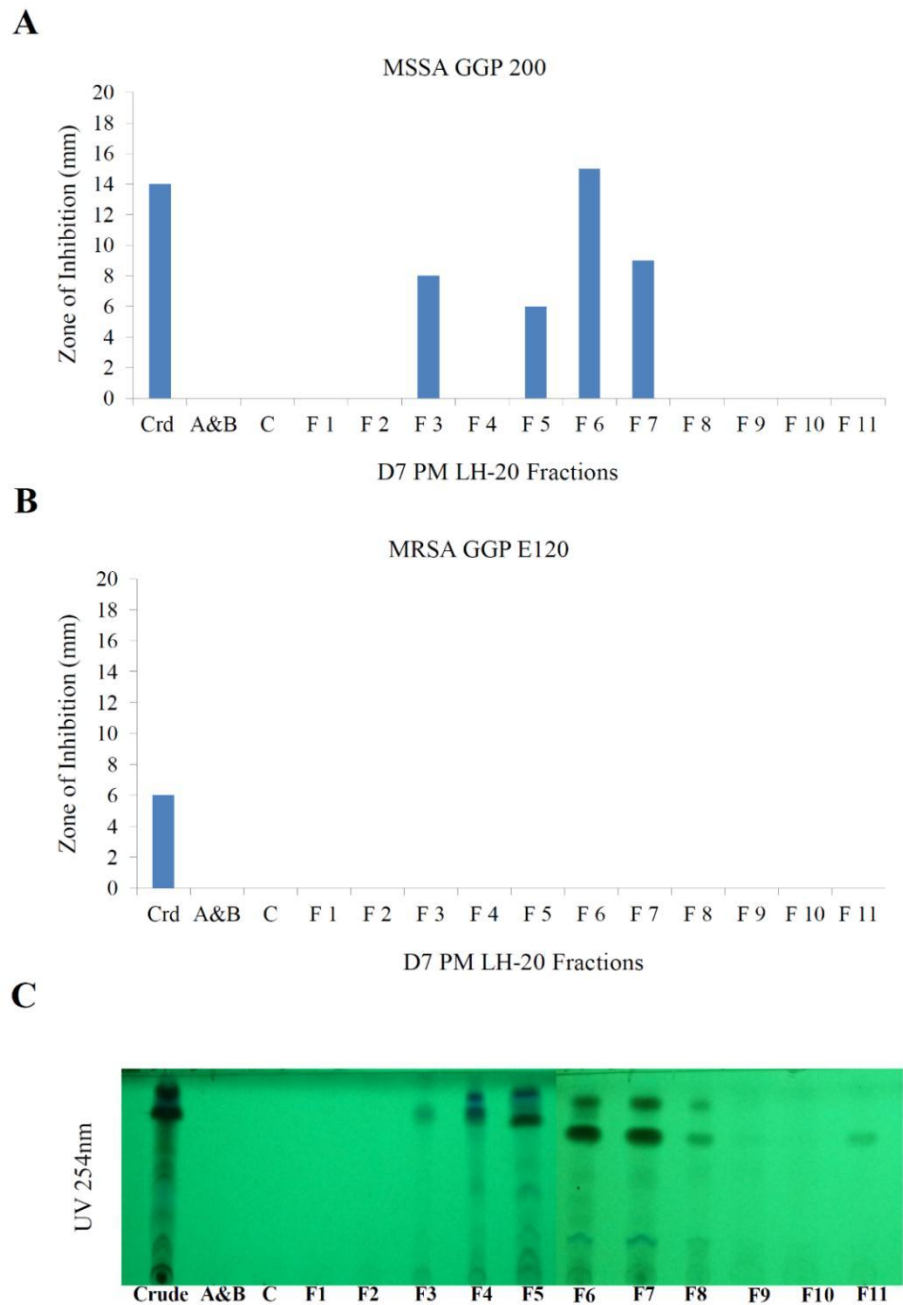 A
MSSA GGP 200
Zone of Inhibition (mm)
20
18
16
14
12
10
8
6
4
2
0
Crd A&B C F 1 F 2 F 3 F 4 F 5 F 6 F 7 F 8 F 9 F 10 F 11
D7 PM LH-20 Fractions
B
MRSA GGP E120
Zone of Inhibition (mm)
20
18
16
14
12
10
8
6
4
2
0
Crd A&B C F 1 F 2 F 3 F 4 F 5 F 6 F 7 F 8 F 9 F 10 F 11
D7 PM LH-20 Fractions
C
UV 254nm
Crude A&B C F1 F2 F3 F4 F5 F6 F7 F8 F9 F10 F11